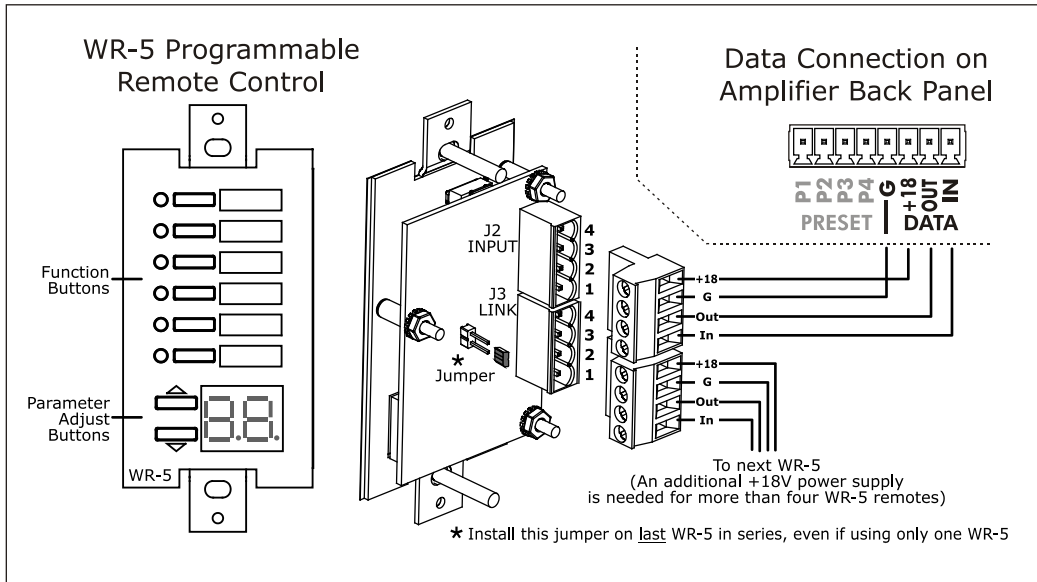 WR-5 Programmable
Remote Control
Function
Buttons
Parameter
Adjust
Buttons
8.8.
WR-5
J2
INPUT
4
3
2
1
J3
LINK
4
3
2
1
* Jumper
Data Connection on
Amplifier Back Panel
P1 P2 P3 P4 G +18 OUT IN
PRESET DATA
+18
G
Out
In
+18
G
Out
In
To next WR-5
(An additional +18V power supply
is needed for more than four WR-5 remotes)
* Install this jumper on last WR-5 in series, even if using only one WR-5